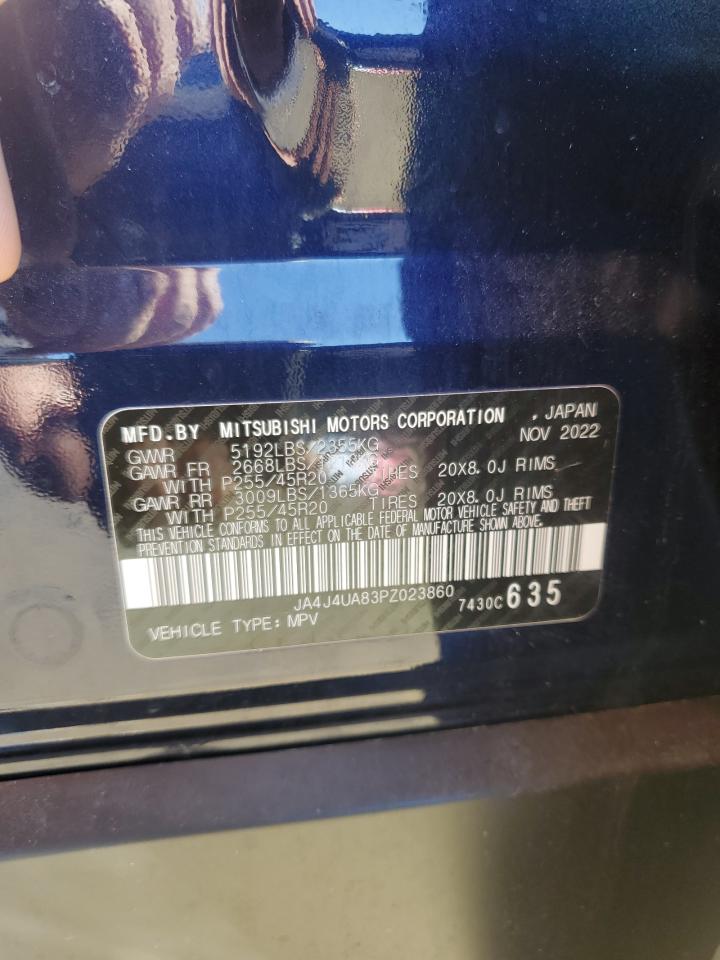 MFD.BY MITSUBISHI MOTORS CORPORATION , JAPAN
GVWR 5192LBS/2355KG NOV 2022
GAWR FR 2668LBS
WITH P255/45R20 TIRES 20X8.0J RIMS
GAWR RR 3009LBS/1365KG
WITH P255/45R20 TIRES 20X8.0J RIMS
THIS VEHICLE CONFORMS TO ALL APPLICABLE FEDERAL MOTOR VEHICLE SAFETY AND THEFT
PREVENTION STANDARDS IN EFFECT ON THE DATE OF MANUFACTURE SHOWN ABOVE.
JA4J4UA83PZ023860 7430C 635
VEHICLE TYPE: MPV